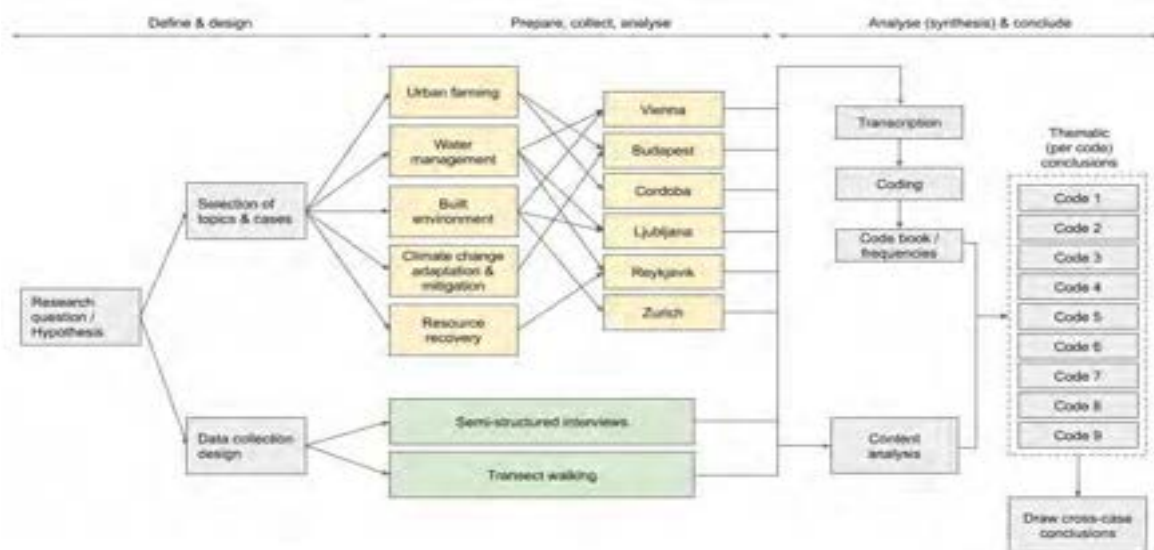 Define & design
Prepare, collect, analyse
Analyse (synthesis) & conclude
Urban farming
Water
management
Built
environment
Climate change
adaptation &
mitigation
Resource
recovery
Vienna
Budapest
Cordoba
Ljubljana
Reykjavik
Zurich
Selection of
topics & cases
Research
question /
Hypothesis
Data collection
design
Semi-structured interviews
Transect walking
Transcription
Coding
Code book /
frequencies
Content
analysis
Thematic
(per code)
conclusions
Code 1
Code 2
Code 3
Code 4
Code 5
Code 6
Code 7
Code 8
Code 9
Draw cross-case
conclusions